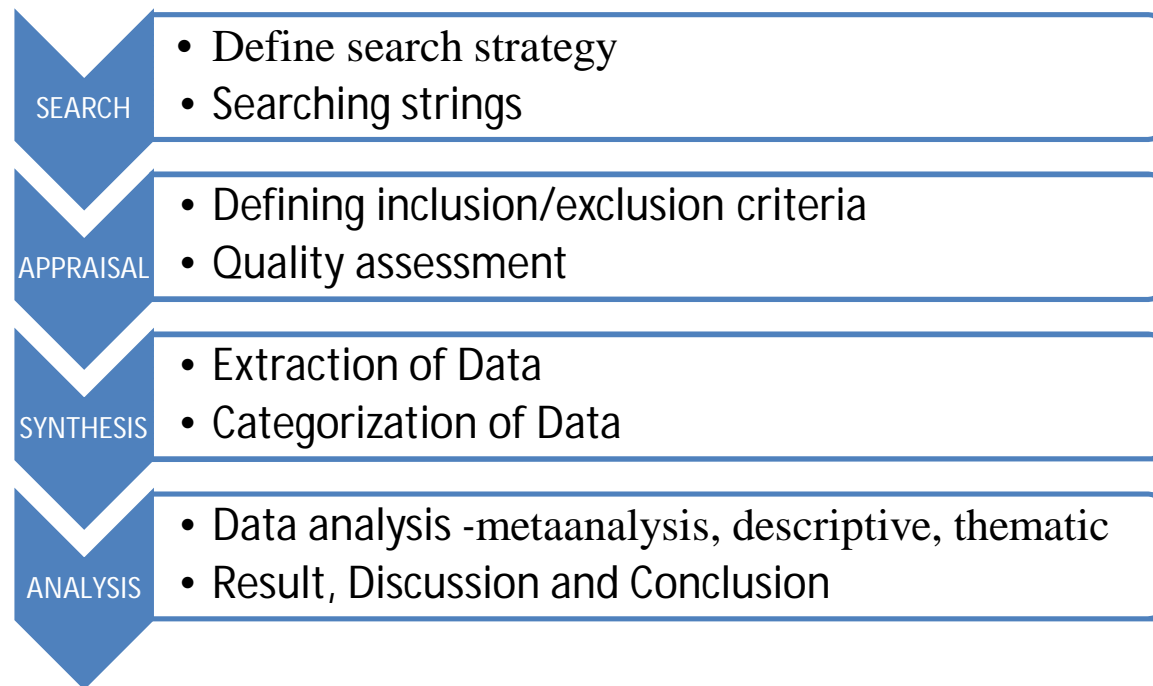 SEARCH
• Define search strategy
• Searching strings
APPRAISAL
• Defining inclusion/exclusion criteria
• Quality assessment
SYNTHESIS
• Extraction of Data
• Categorization of Data
ANALYSIS
• Data analysis -metaanalysis, descriptive, thematic
• Result, Discussion and Conclusion